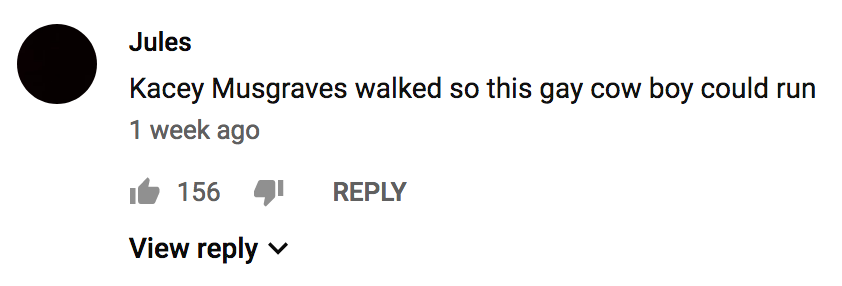 Jules
Kacey Musgraves walked so this gay cow boy could run
1 week ago
156 REPLY
View reply